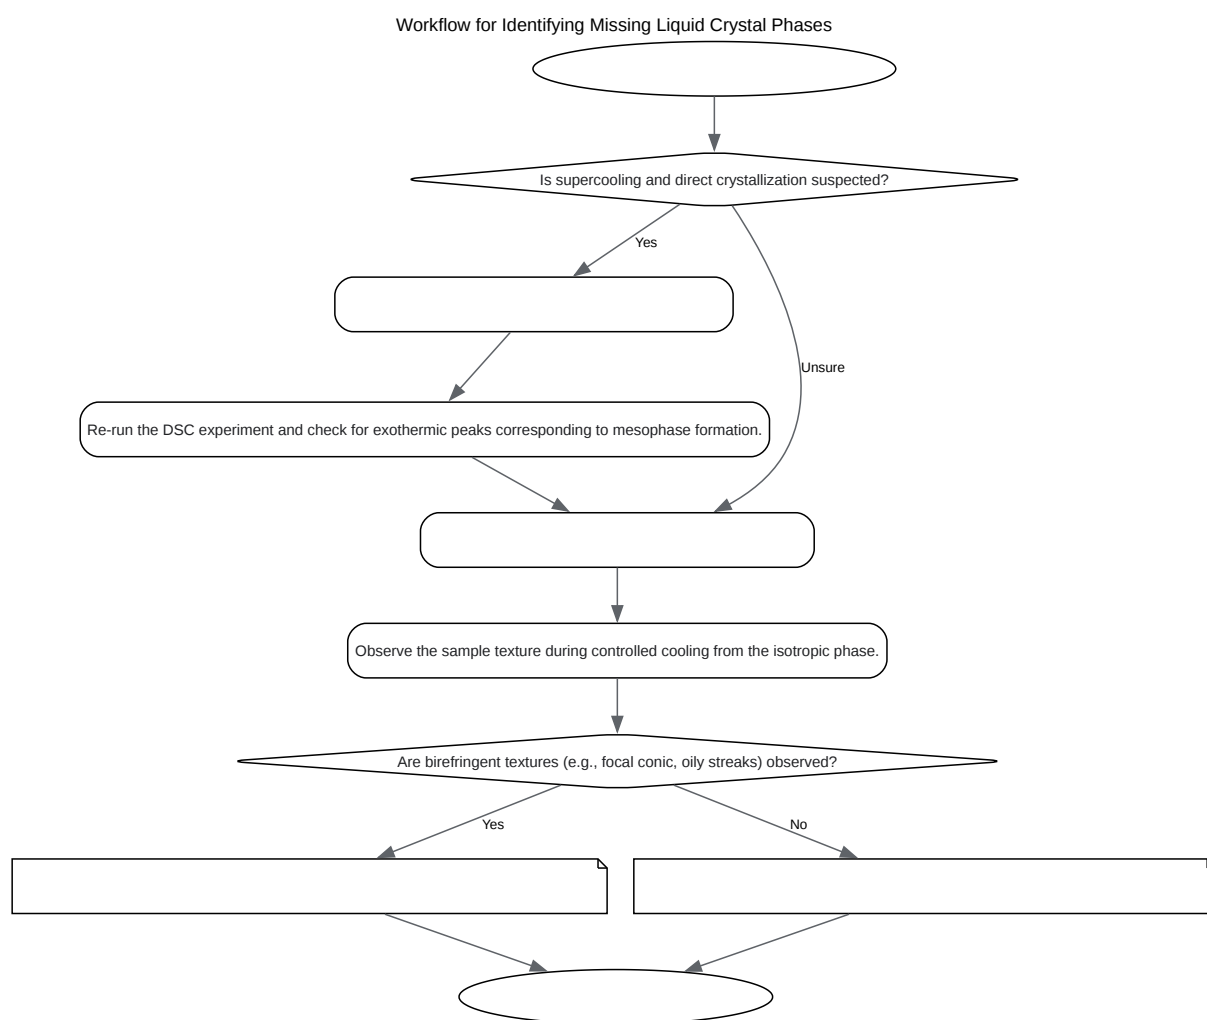 Workflow for Identifying Missing Liquid Crystal Phases
Is supercooling and direct crystallization suspected?
Yes
Unsure
Re-run the DSC experiment and check for exothermic peaks corresponding to mesophase formation.
Observe the sample texture during controlled cooling from the isotropic phase.
Are birefringent textures (e.g., focal conic, oily streaks) observed?
Yes
No